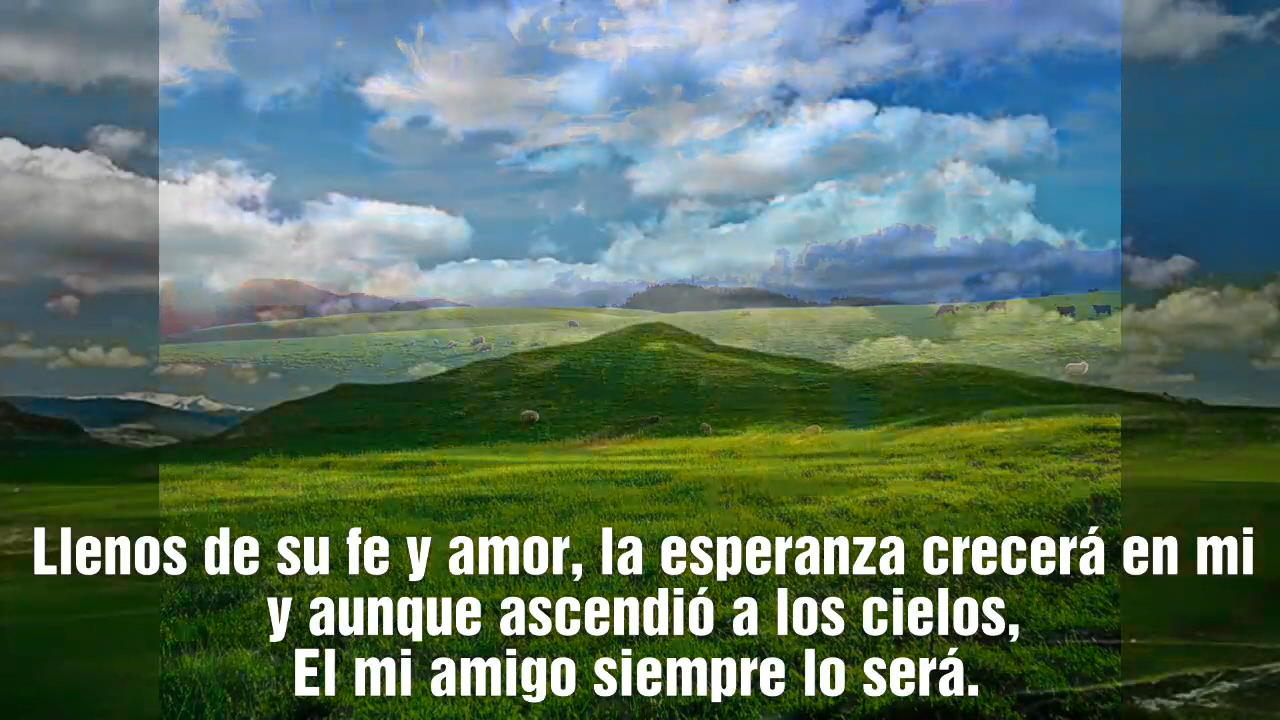 Llenos de su fe y amor, la esperanza crecerá en mi
y aunque ascendió a los cielos,
El mi amigo siempre lo será.